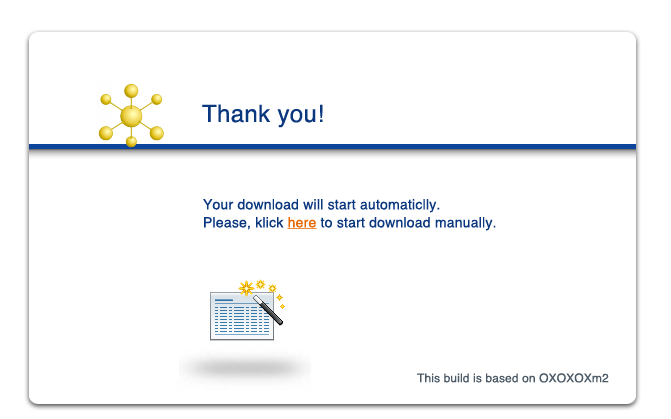 Thank you!
Your download will start automaticlly.
Please, klick here to start download manually.
This build is based on OXOXOXm2